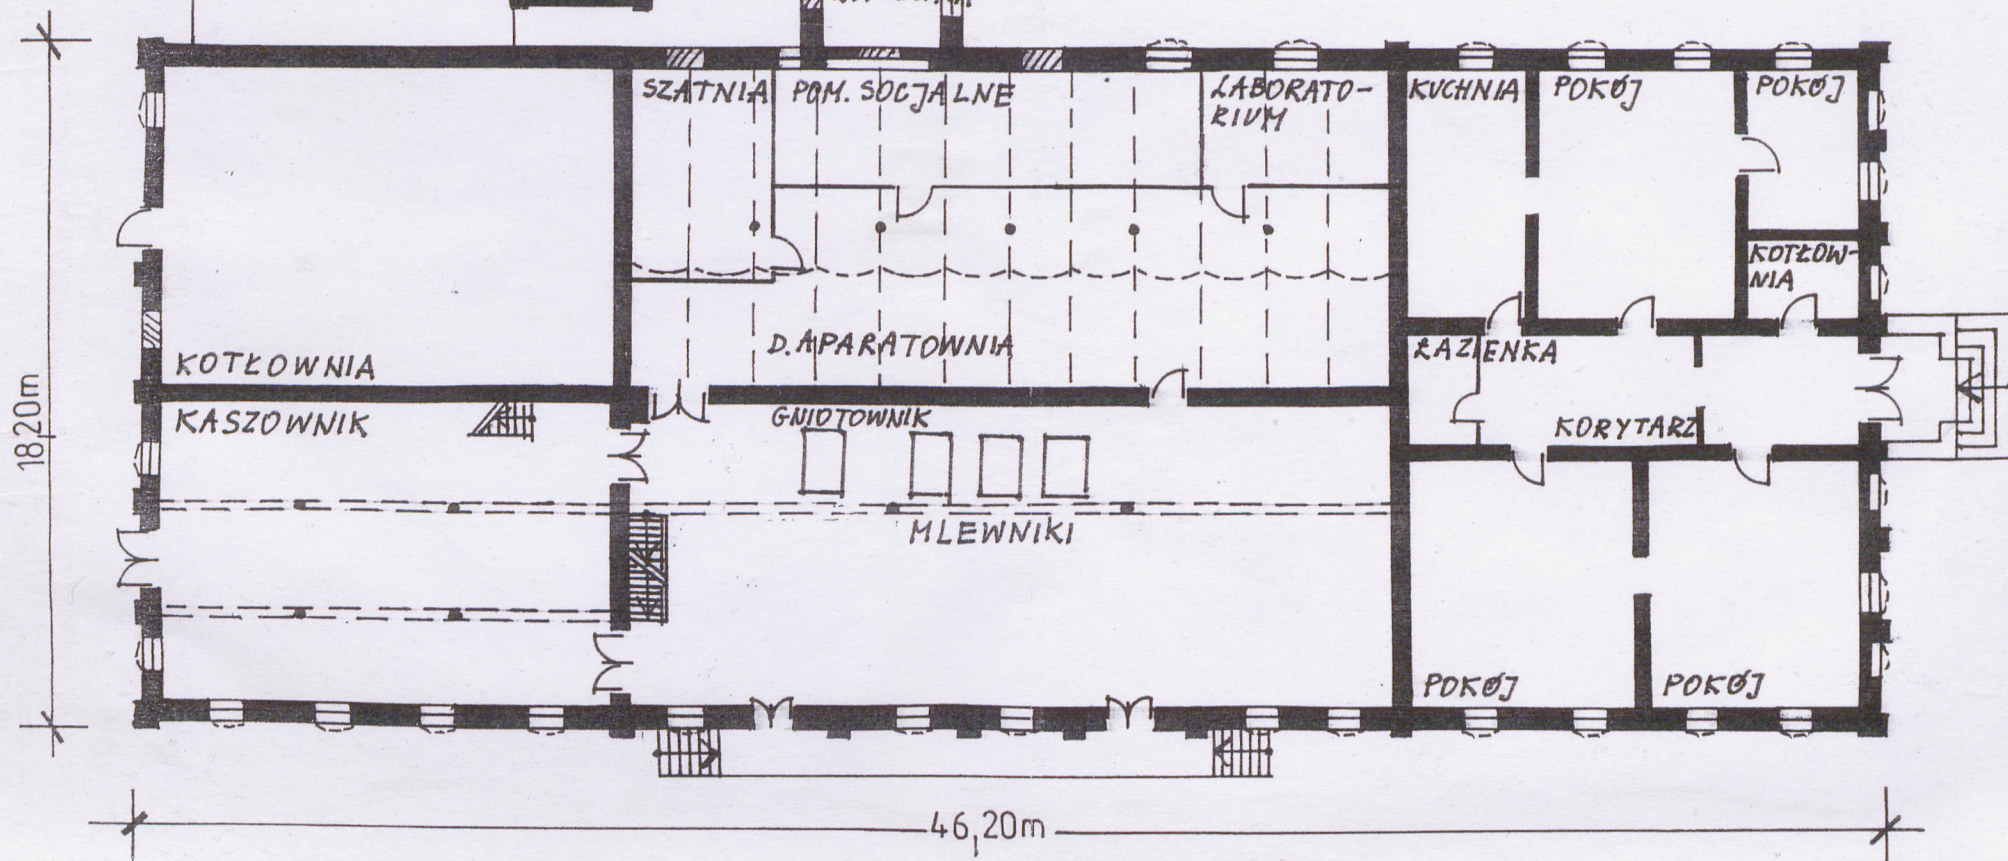 SZATNIA
POM. SOCJALNE
LABORATO-
RIUM
KUCHNIA
POKÓJ
POKÓJ
KOTŁOW-
NIA
KOTŁOWNIA
D. APARATOWNIA
ŁAZIENKA
KORYTARZ
KASZOWNIK
GNIOTOWNIK
MLEWNIKI
POKÓJ
POKÓJ
18,20m
46,20m